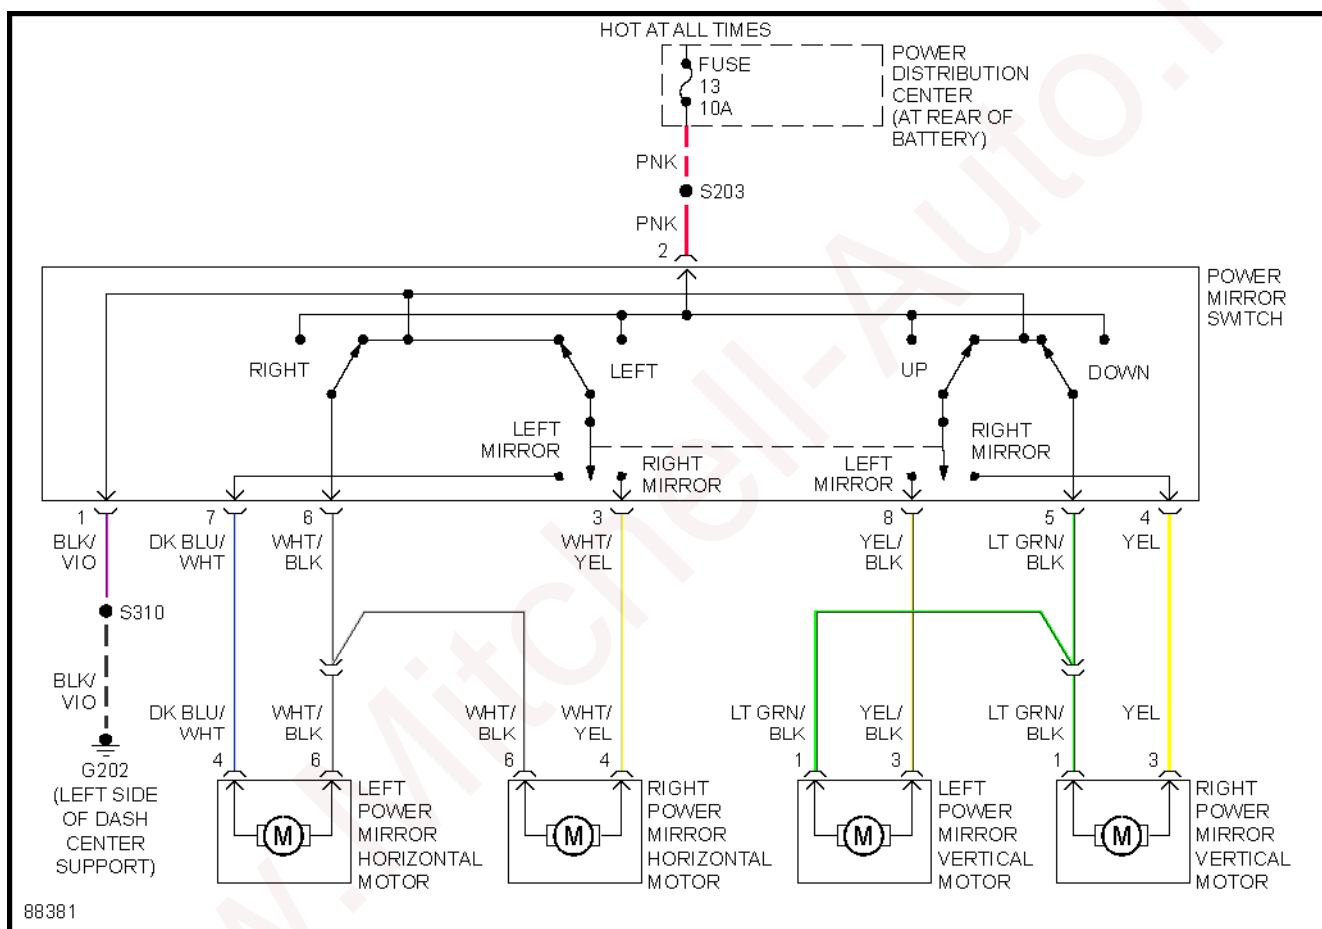 HOT AT ALL TIMES
FUSE
13
10A
POWER
DISTRIBUTION
CENTER
(AT REAR OF
BATTERY)
PNK
S203
PNK
2
POWER
MIRROR
SWITCH
RIGHT
LEFT
UP
DOWN
LEFT
MIRROR
RIGHT
MIRROR
LEFT
MIRROR
RIGHT
MIRROR
1
7
6
3
8
5
4
BLK/
VIO
DK BLU/
WHT
WHT/
BLK
WHT/
YEL
YEL/
BLK
LT GRN/
BLK
YEL
S310
BLK/
VIO
DK BLU/
WHT
WHT/
BLK
WHT/
BLK
WHT/
YEL
LT GRN/
BLK
YEL/
BLK
LT GRN/
BLK
YEL
4
6
6
4
1
3
1
3
G202
(LEFT SIDE
OF DASH
CENTER
SUPPORT)
M
LEFT
POWER
MIRROR
HORIZONTAL
MOTOR
M
RIGHT
POWER
MIRROR
HORIZONTAL
MOTOR
M
LEFT
POWER
MIRROR
VERTICAL
MOTOR
M
RIGHT
POWER
MIRROR
VERTICAL
MOTOR
88381
w.Mitchell-Auto.r